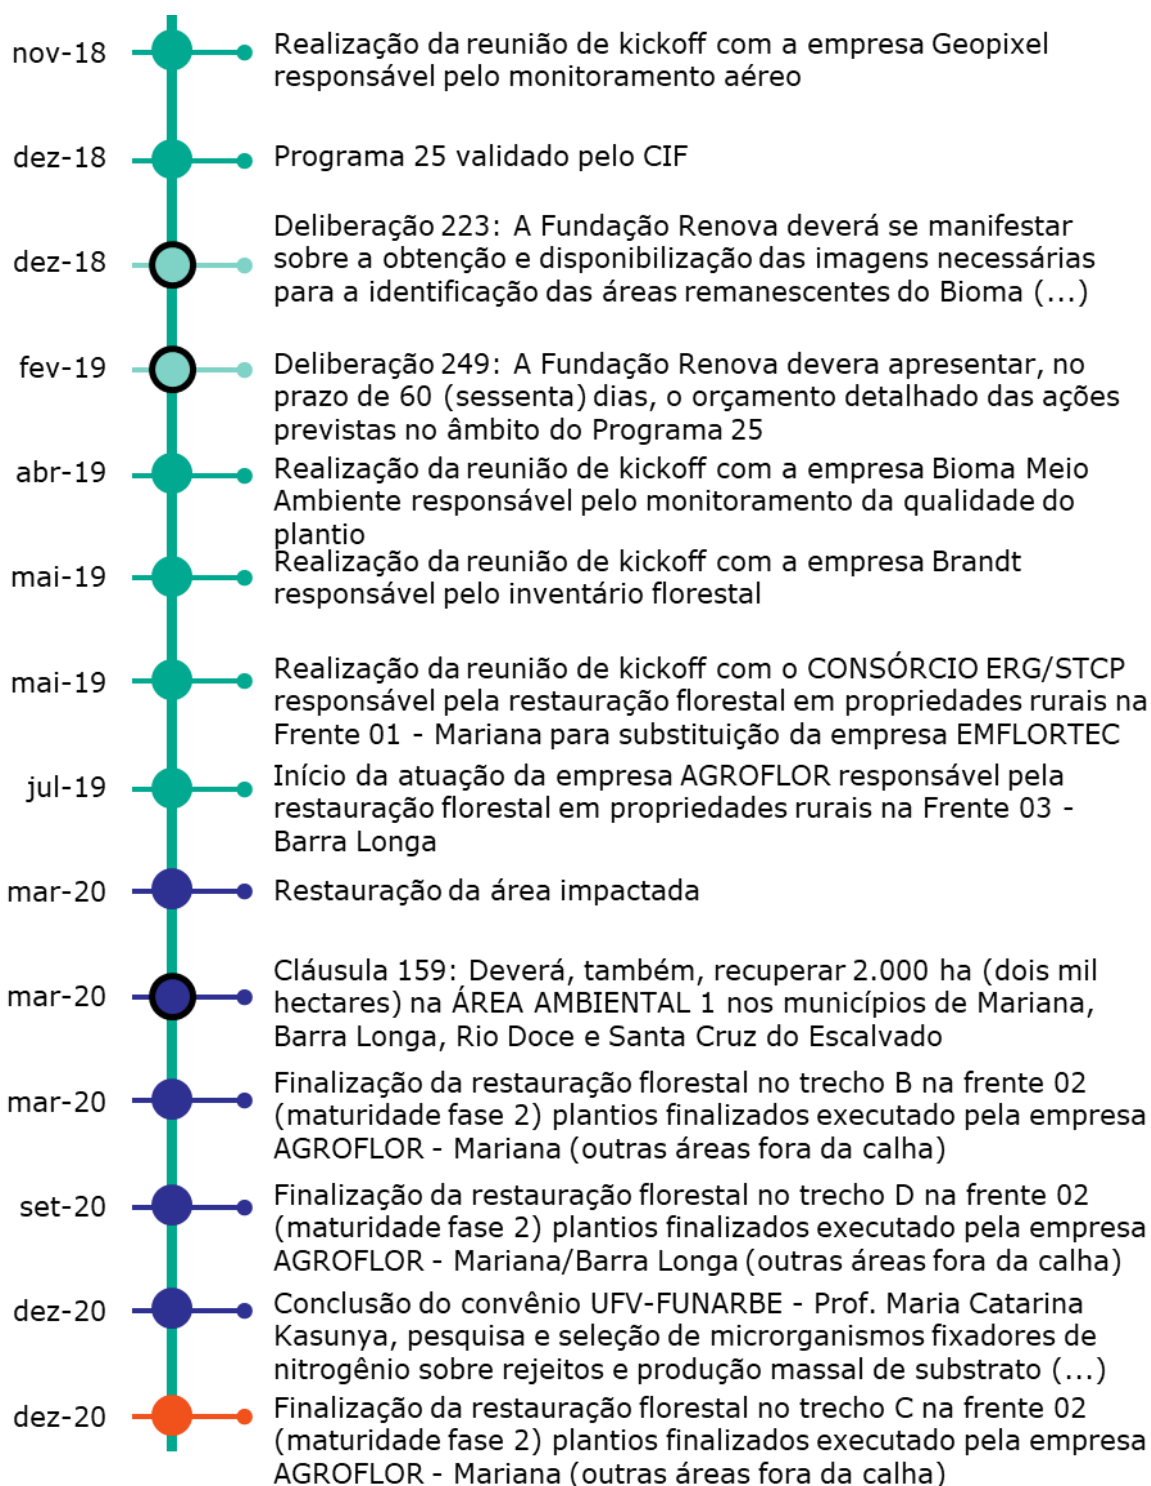 nov-18
Realização da reunião de kickoff com a empresa Geopixel
responsável pelo monitoramento aéreo
dez-18
Programa 25 validado pelo CIF
dez-18
Deliberação 223: A Fundação Renova deverá se manifestar
sobre a obtenção e disponibilização das imagens necessárias
para a identificação das áreas remanescentes do Bioma (...)
fev-19
Deliberação 249: A Fundação Renova devera apresentar, no
prazo de 60 (sessenta) dias, o orçamento detalhado das ações
previstas no âmbito do Programa 25
abr-19
Realização da reunião de kickoff com a empresa Bioma Meio
Ambiente responsável pelo monitoramento da qualidade do
plantio
mai-19
Realização da reunião de kickoff com a empresa Brandt
responsável pelo inventário florestal
mai-19
Realização da reunião de kickoff com o CONSÓRCIO ERG/STCP
responsável pela restauração florestal em propriedades rurais na
Frente 01 - Mariana para substituição da empresa EMFLORTEC
jul-19
Início da atuação da empresa AGROFLOR responsável pela
restauração florestal em propriedades rurais na Frente 03 -
Barra Longa
mar-20
Restauração da área impactada
mar-20
Cláusula 159: Deverá, também, recuperar 2.000 ha (dois mil
hectares) na ÁREA AMBIENTAL 1 nos municípios de Mariana,
Barra Longa, Rio Doce e Santa Cruz do Escalvado
mar-20
Finalização da restauração florestal no trecho B na frente 02
(maturidade fase 2) plantios finalizados executado pela empresa
AGROFLOR - Mariana (outras áreas fora da calha)
set-20
Finalização da restauração florestal no trecho D na frente 02
(maturidade fase 2) plantios finalizados executado pela empresa
AGROFLOR - Mariana/Barra Longa (outras áreas fora da calha)
dez-20
Conclusão do convênio UFV-FUNARBE - Prof. Maria Catarina
Kasunya, pesquisa e seleção de microrganismos fixadores de
nitrogênio sobre rejeitos e produção massal de substrato (...)
dez-20
Finalização da restauração florestal no trecho C na frente 02
(maturidade fase 2) plantios finalizados executado pela empresa
AGROFLOR - Mariana (outras áreas fora da calha)